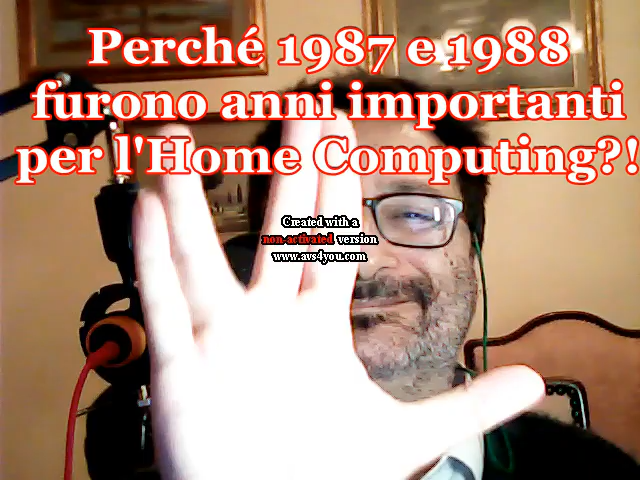 Perché 1987 e 1988
furono anni importanti
per l'Home Computing?!
Created with a
non-activated version
www.avs4you.com